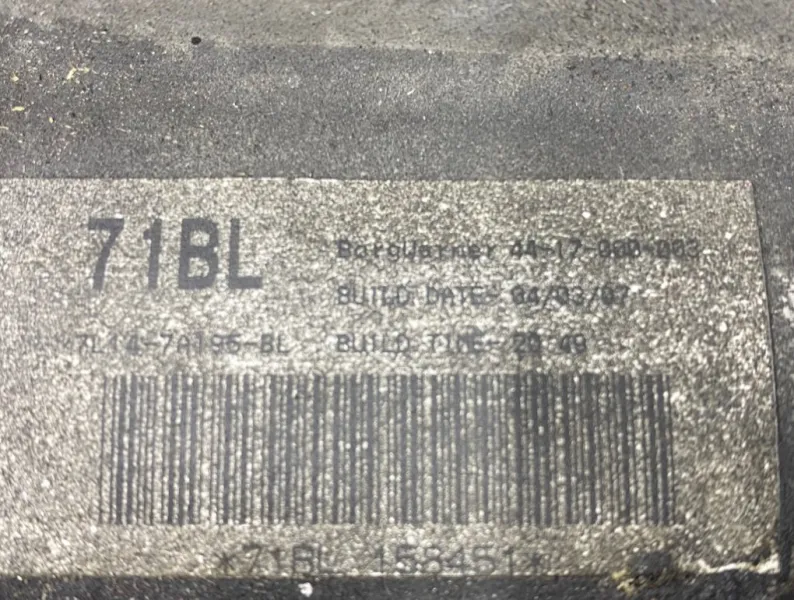 71BL
BorgWarner 44-17-000-003
BUILD DATE- 04/03/07
7L14-7A195-BL BUILD TIME- 20:49
*71BL 158451*